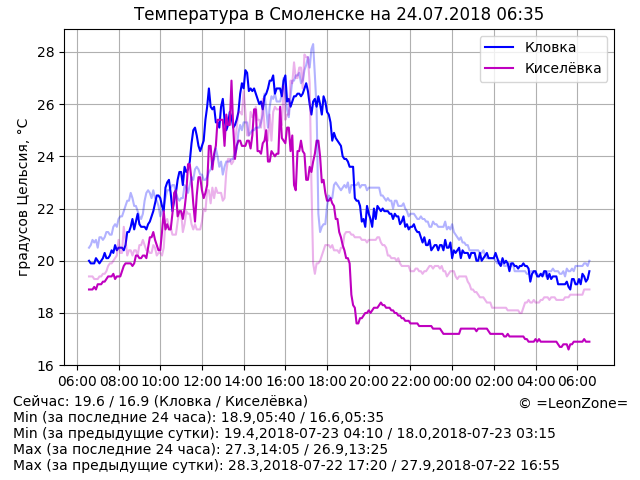 Температура в Смоленске на 24.07.2018 06:35
Кловка
Киселёвка
градусов Цельсия, °C
28
26
24
22
20
18
16
06:00 08:00 10:00 12:00 14:00 16:00 18:00 20:00 22:00 00:00 02:00 04:00 06:00
Сейчас: 19.6 / 16.9 (Кловка / Киселёвка)
© =LeonZone=
Min (за последние 24 часа): 18.9,05:40 / 16.6,05:35
Min (за предыдущие сутки): 19.4,2018-07-23 04:10 / 18.0,2018-07-23 03:15
Max (за последние 24 часа): 27.3,14:05 / 26.9,13:25
Max (за предыдущие сутки): 28.3,2018-07-22 17:20 / 27.9,2018-07-22 16:55